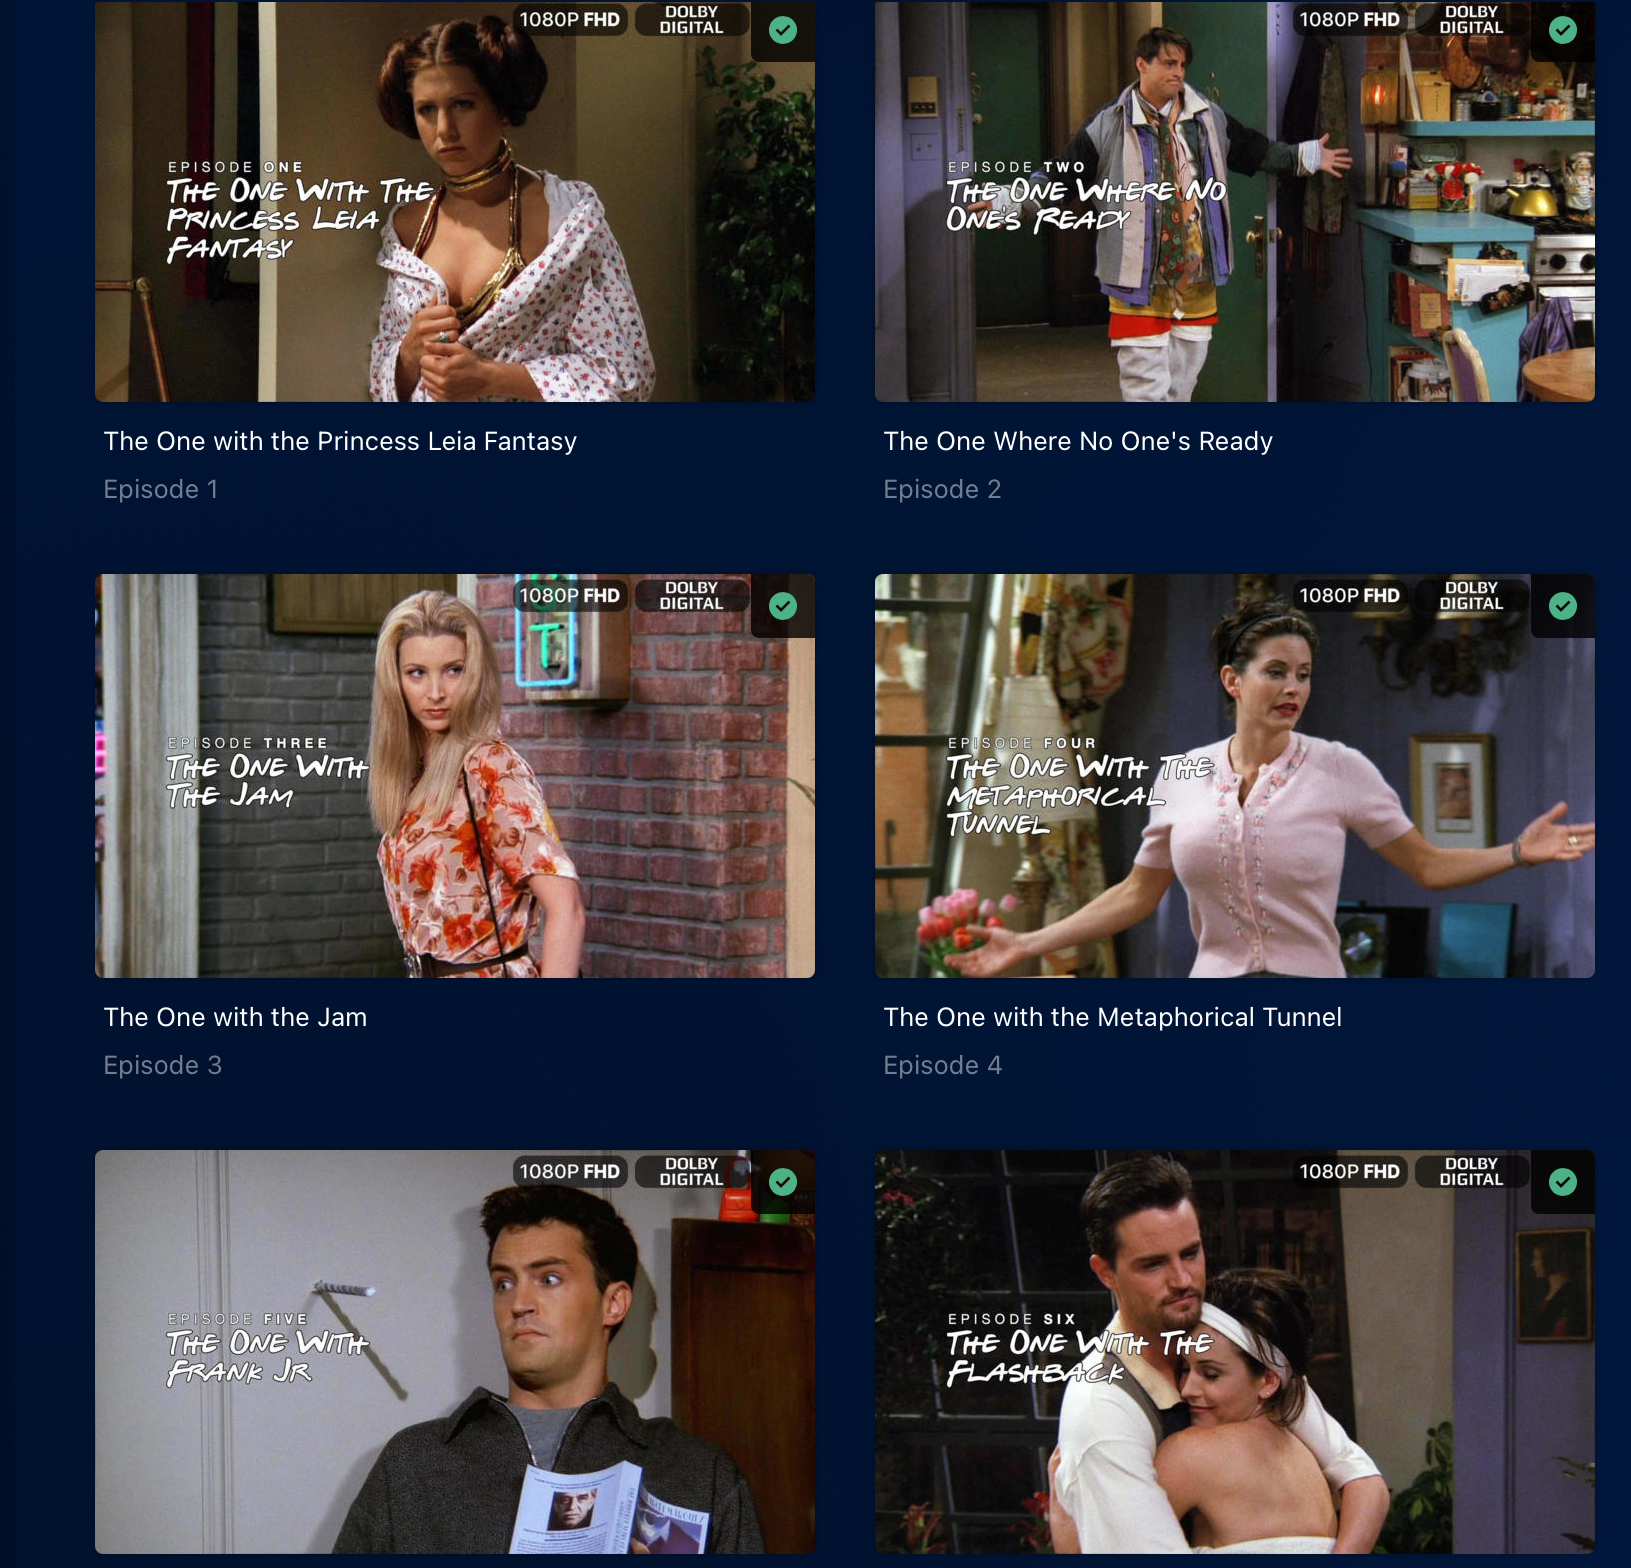 1080P FHD
DOLBY
DIGITAL
EPISODE ONE
THE ONE WITH THE
PRINCESS LEIA
FANTASY
The One with the Princess Leia Fantasy
Episode 1
1080P FHD
DOLBY
DIGITAL
EPISODE TWO
THE ONE WHERE NO
ONE'S READY
The One Where No One's Ready
Episode 2
1080P FHD
DOLBY
DIGITAL
EPISODE THREE
THE ONE WITH
THE JAM
The One with the Jam
Episode 3
1080P FHD
DOLBY
DIGITAL
EPISODE FOUR
THE ONE WITH THE
METAPHORICAL
TUNNEL
The One with the Metaphorical Tunnel
Episode 4
1080P FHD
DOLBY
DIGITAL
EPISODE FIVE
THE ONE WITH
FRANK JR
1080P FHD
DOLBY
DIGITAL
EPISODE SIX
THE ONE WITH THE
FLASHBACK